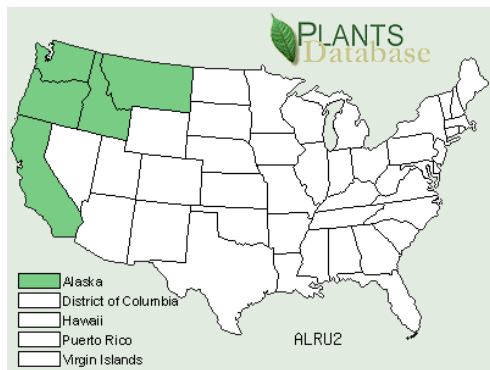 PLANTS
Database
Alaska
District of Columbia
Hawaii
Puerto Rico
Virgin Islands
ALRU2